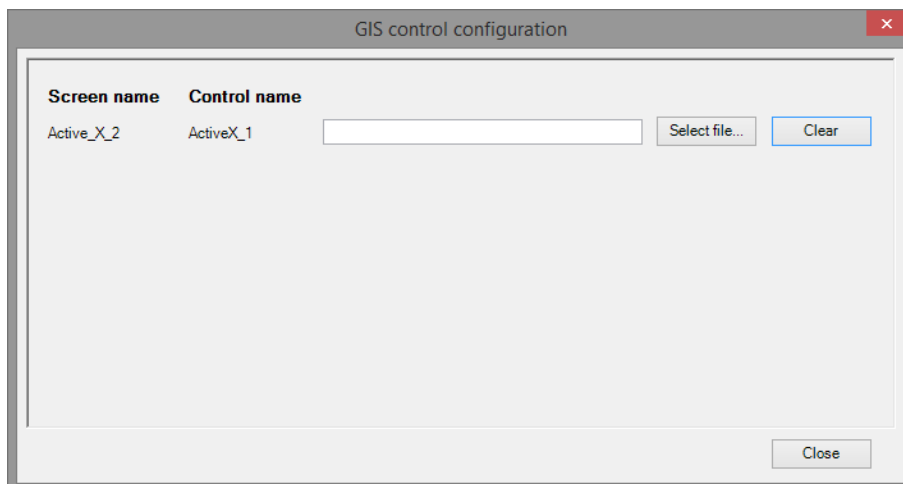 GIS control configuration
Screen name Control name
Active_X_2 ActiveX_1 Select file... Clear
Close